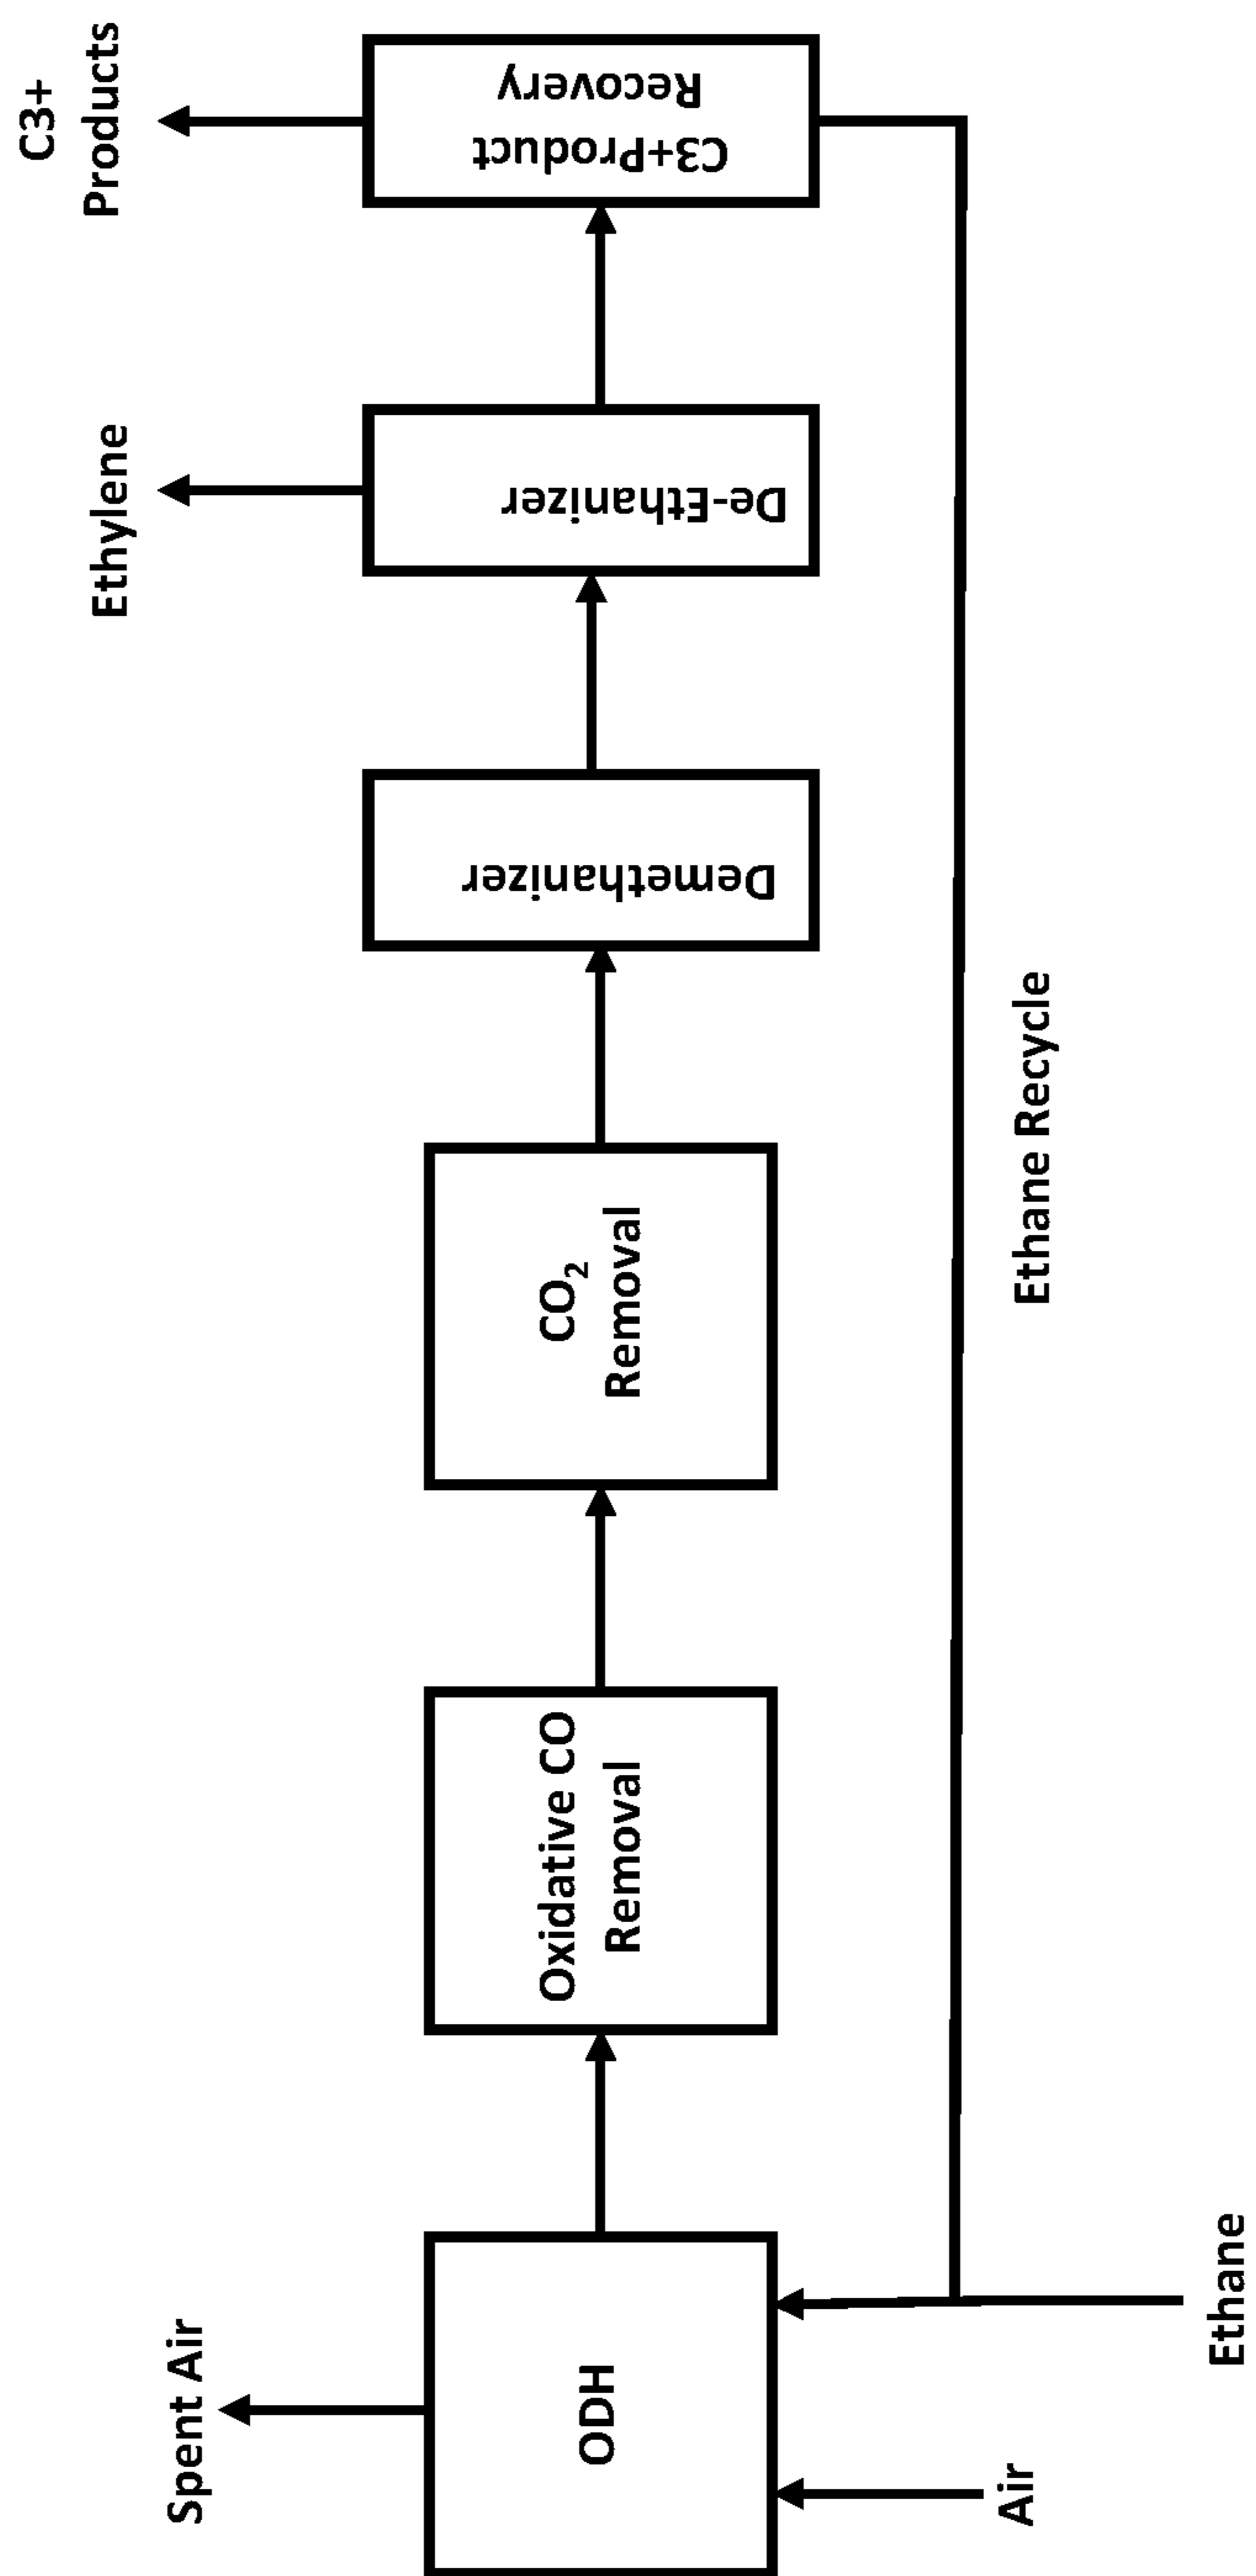 Spent Air
ODH
Air
Ethane
Oxidative CO
Removal
CO₂
Removal
Demethanizer
De-Ethanizer
Ethylene
C3+Product
Recovery
C3+
Products
Ethane Recycle